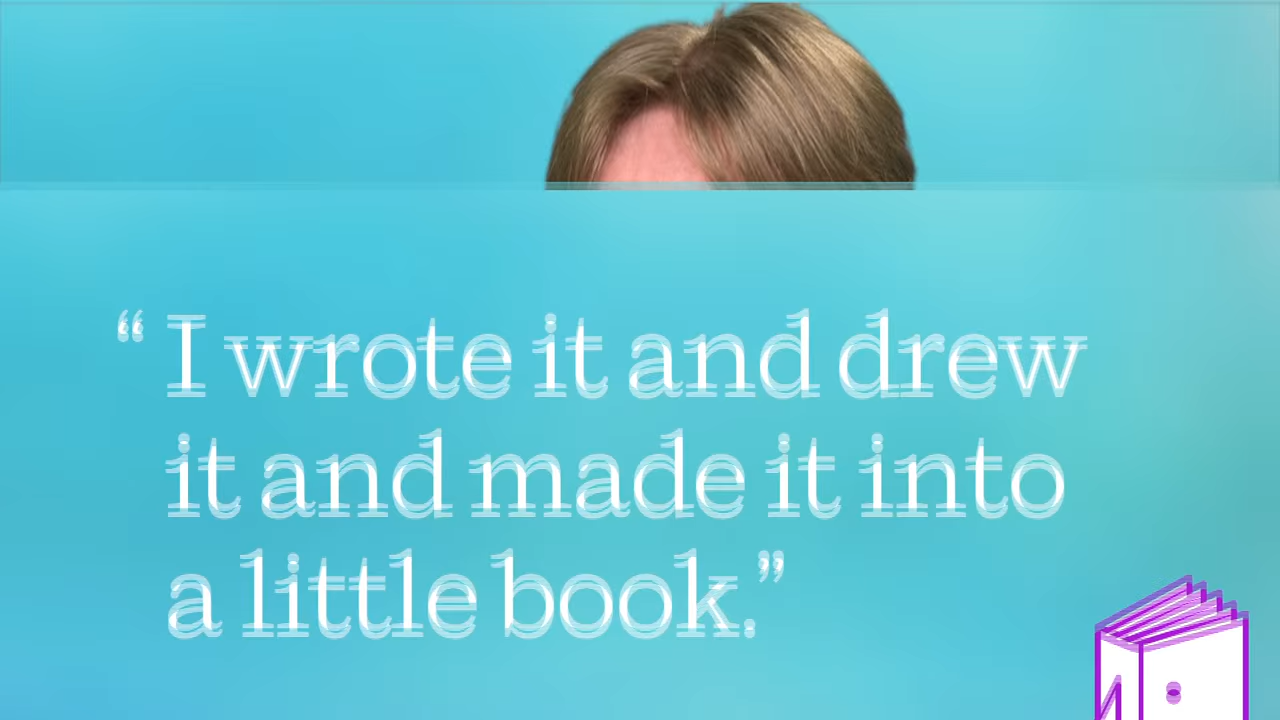 “I wrote it and drew
it and made it into
a little book.”